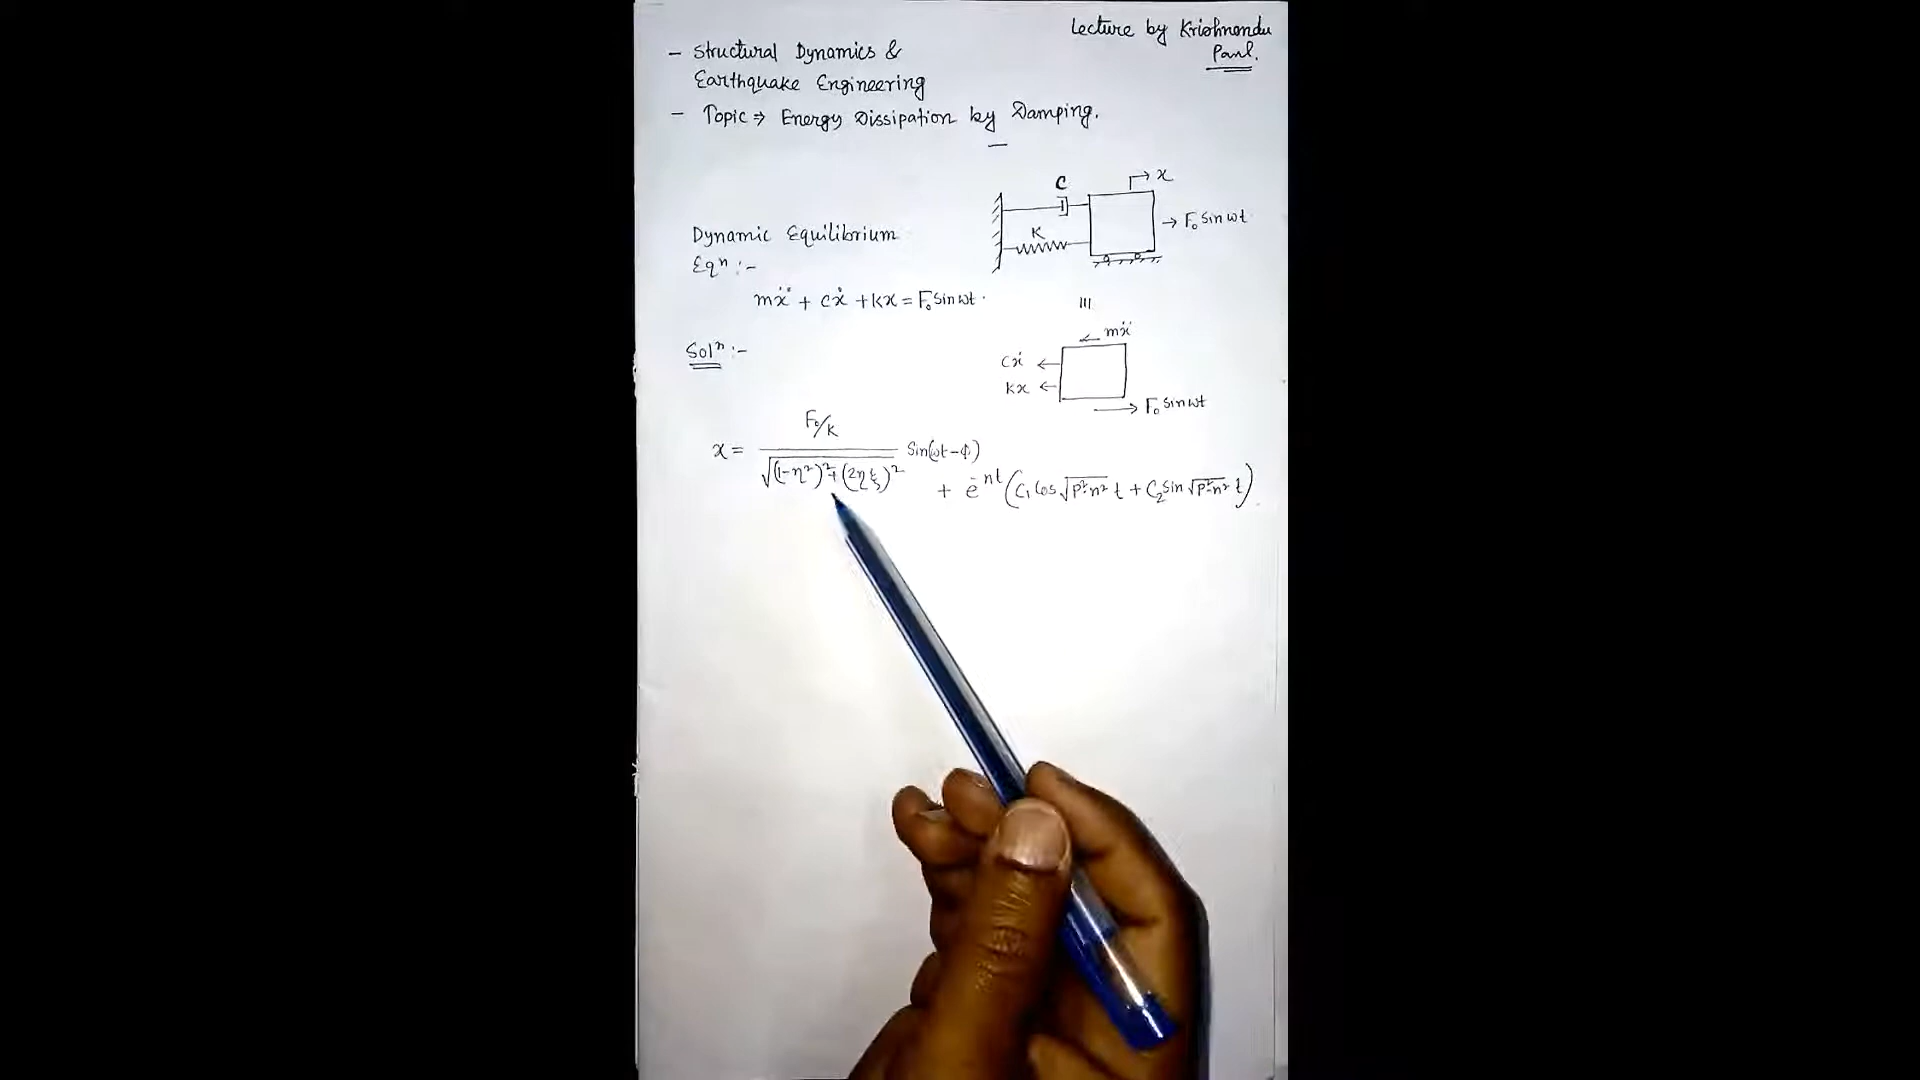 Lecture by Krishnendu
Paul.
- Structural Dynamics &
Earthquake Engineering
- Topic ⇒ Energy Dissipation by Damping.
C
x
K
F₀ Sin ωt
Dynamic Equilibrium
Eqⁿ :-
mẍ + cẋ + kx = F₀ Sin ωt.
|||
Solⁿ :-
mẍ
cẋ
kx
F₀ Sin ωt
x = F₀/K / √((1-η²)² + (2ηξ)²) Sin(ωt-φ)
+ e^-nt (C₁ Cos √(p²-n²) t + C₂ Sin √(p²-n²) t)